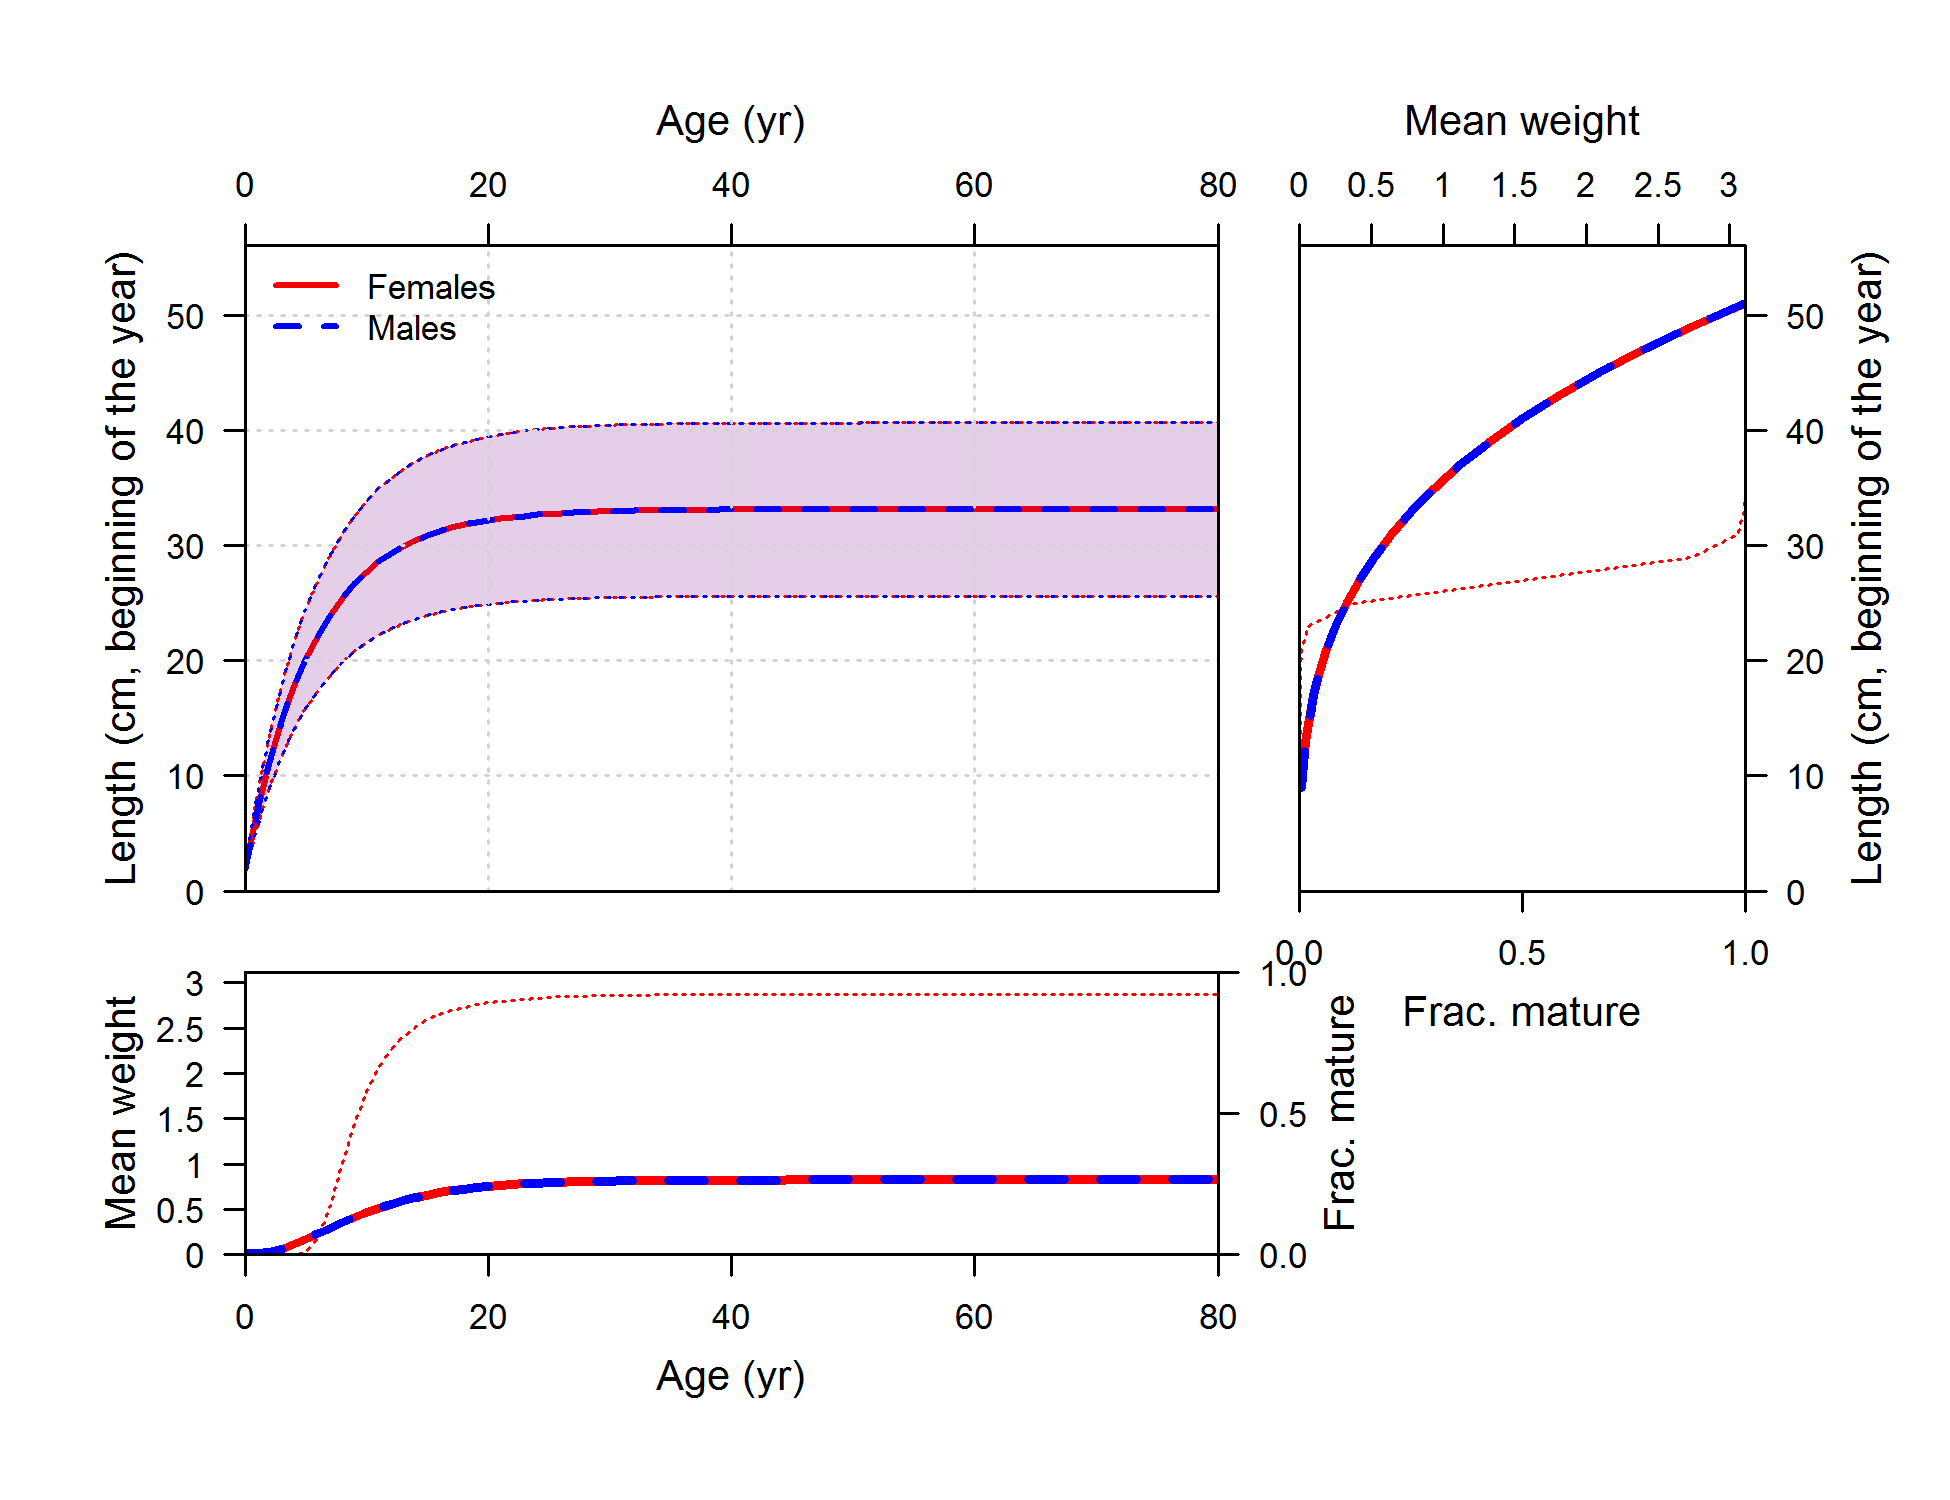 Age (yr)
0 20 40 60 80
Mean weight
0 0.5 1 1.5 2 2.5 3
Length (cm, beginning of the year)
50
40
30
20
10
0
Females
Males
Length (cm, beginning of the year)
50
40
30
20
10
0
0.0 0.5 1.0
Frac. mature
Mean weight
3
2.5
2
1.5
1
0.5
0
1.0
0.5
0.0
Frac. mature
0 20 40 60 80
Age (yr)